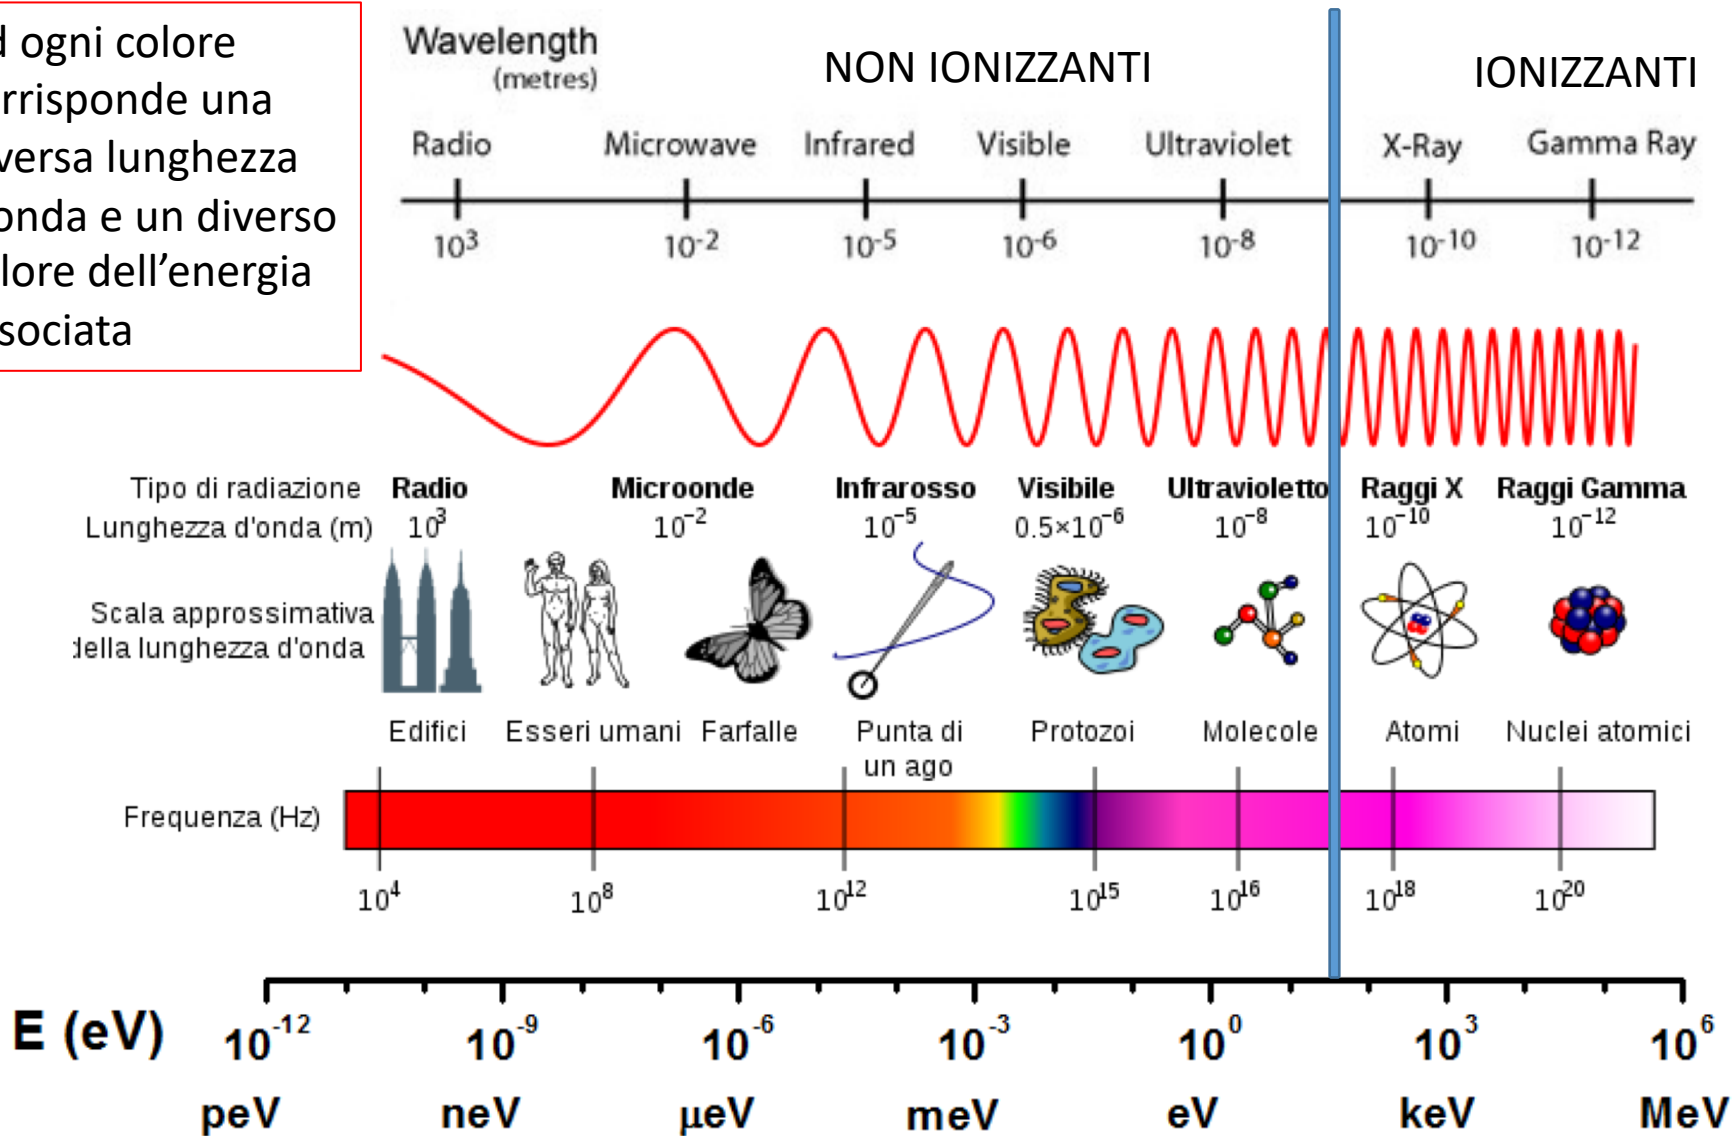 d ogni colore
rrisponde una
versa lunghezza
onda e un diverso
lore dell’energia
sociata
Wavelength
(metres)
NON IONIZZANTI
IONIZZANTI
Radio Microwave Infrared Visible Ultraviolet X-Ray Gamma Ray
10³ 10⁻² 10⁻⁵ 10⁻⁶ 10⁻⁸ 10⁻¹⁰ 10⁻¹²
Tipo di radiazione Radio Microonde Infrarosso Visibile Ultravioletto Raggi X Raggi Gamma
Lunghezza d'onda (m) 10³ 10⁻² 10⁻⁵ 0.5×10⁻⁶ 10⁻⁸ 10⁻¹⁰ 10⁻¹²
Scala approssimativa
della lunghezza d'onda
Edifici Esseri umani Farfalle Punta di Protozoi Molecole Atomi Nuclei atomici
un ago
Frequenza (Hz)
10⁴ 10⁸ 10¹² 10¹⁵ 10¹⁶ 10¹⁸ 10²⁰
E (eV) 10⁻¹² 10⁻⁹ 10⁻⁶ 10⁻³ 10⁰ 10³ 10⁶
peV neV µeV meV eV keV MeV